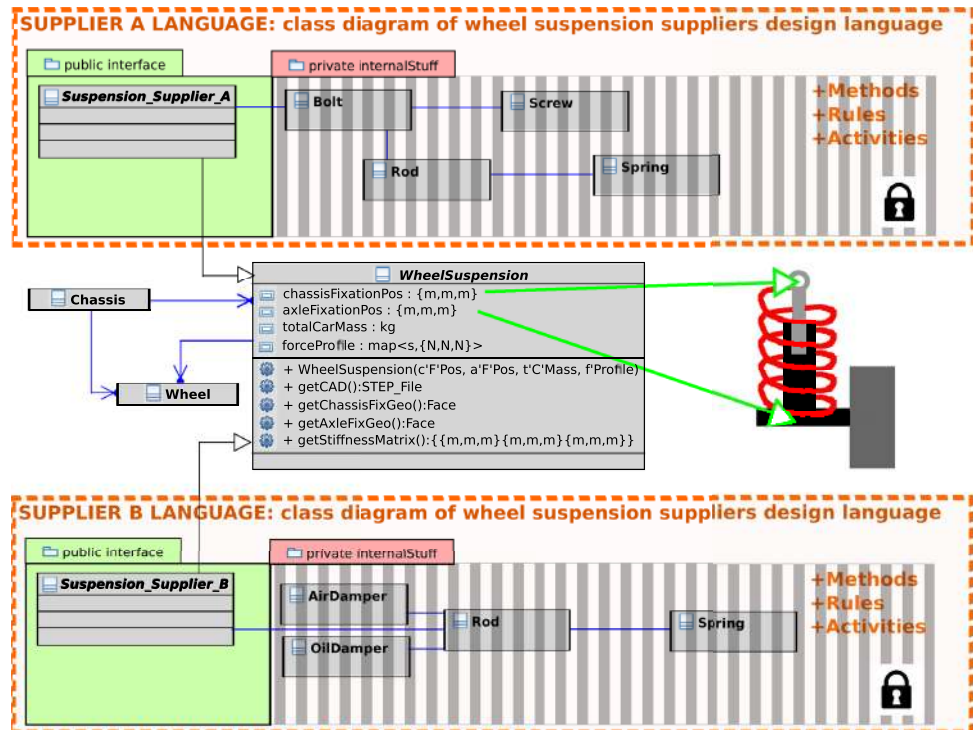 SUPPLIER A LANGUAGE: class diagram of wheel suspension suppliers design language
public interface
private internalStuff
Suspension_Supplier_A
Bolt
Screw
Rod
Spring
+Methods
+Rules
+Activities
Chassis
Wheel
WheelSuspension
chassisFixationPos : {m,m,m}
axleFixationPos : {m,m,m}
totalCarMass : kg
forceProfile : map<s,{N,N,N}>
+ WheelSuspension(c'F'Pos, a'F'Pos, t'C'Mass, f'Profile)
+ getCAD():STEP_File
+ getChassisFixGeo():Face
+ getAxleFixGeo():Face
+ getStiffnessMatrix():{{m,m,m}{m,m,m}{m,m,m}}
SUPPLIER B LANGUAGE: class diagram of wheel suspension suppliers design language
public interface
private internalStuff
Suspension_Supplier_B
AirDamper
OilDamper
Rod
Spring
+Methods
+Rules
+Activities